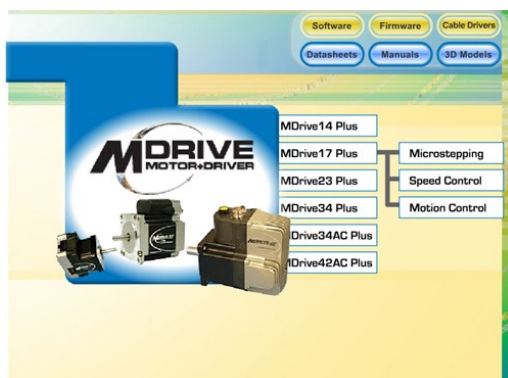 Software Firmware Cable Drivers
Datasheets Manuals 3D Models
MDRIVE
MOTOR+DRIVER
MDrive14 Plus
MDrive17 Plus Microstepping
MDrive23 Plus Speed Control
MDrive34 Plus Motion Control
MDrive34AC Plus
MDrive42AC Plus